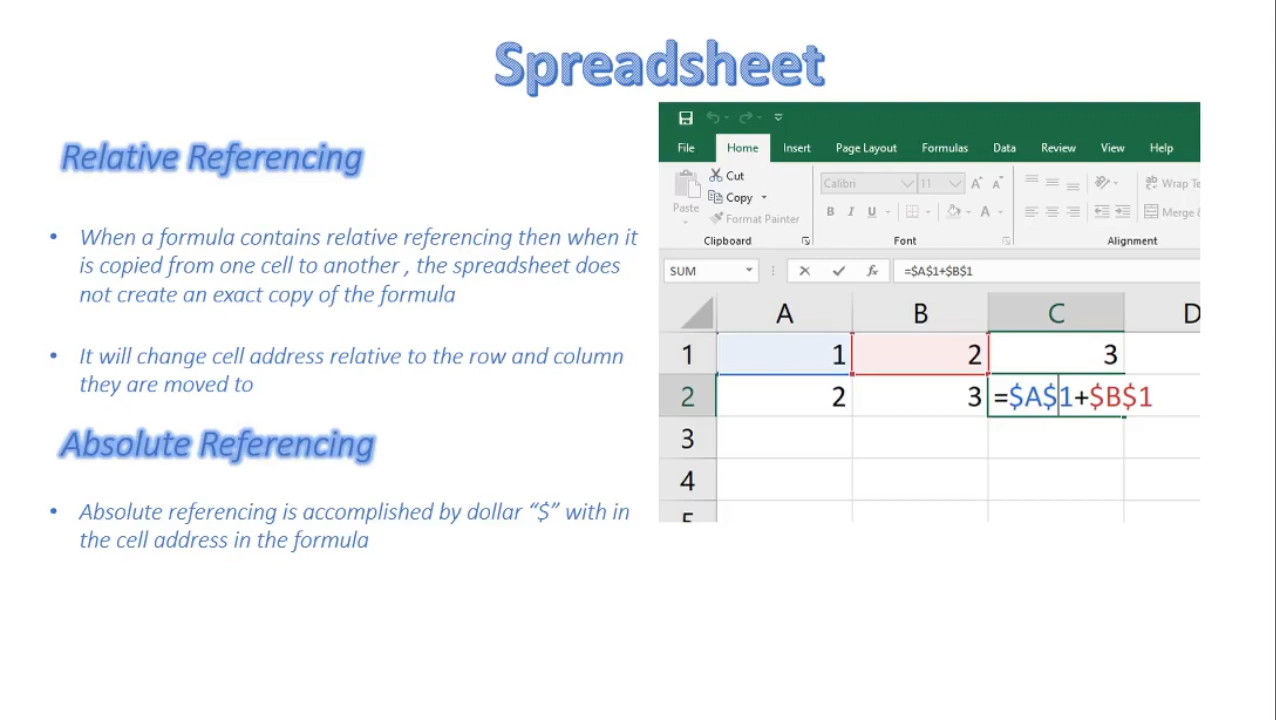 Spreadsheet
Relative Referencing
• When a formula contains relative referencing then when it
is copied from one cell to another , the spreadsheet does
not create an exact copy of the formula
• It will change cell address relative to the row and column
they are moved to
Absolute Referencing
• Absolute referencing is accomplished by dollar “$” with in
the cell address in the formula
File Home Insert Page Layout Formulas Data Review View Help
Cut
Copy
Paste
Format Painter
Calibri 11
B I U A
ab Wrap Te
Merge &
Clipboard Font Alignment
SUM fx =$A$1+$B$1
A B C D
1 1 2 3
2 2 3 =$A$1+$B$1
3
4
5